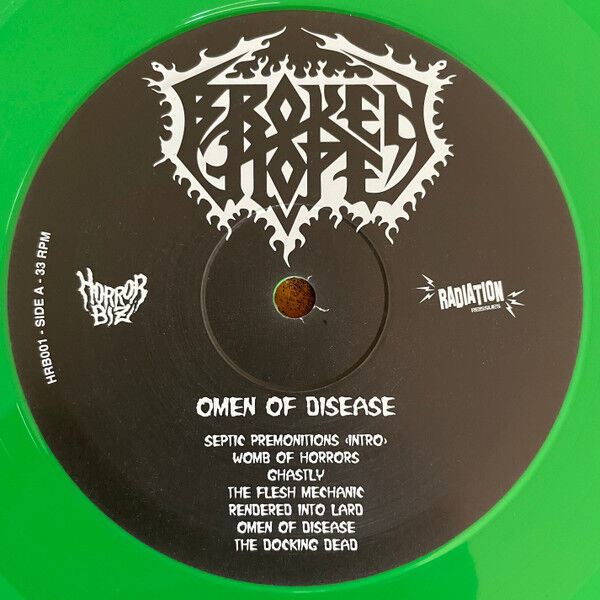 BROKEN
HOPE
HRB001 - SIDE A - 33 RPM
HORROR
BIZ
RADIATION
REISSUES
OMEN OF DISEASE
SEPTIC PREMONITIONS (INTRO)
WOMB OF HORRORS
GHASTLY
THE FLESH MECHANIC
RENDERED INTO LARD
OMEN OF DISEASE
THE DOCKING DEAD